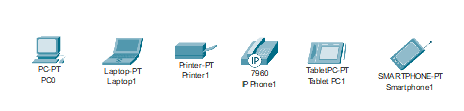 IP
PC-PT
PC0
Laptop-PT
Laptop1
Printer-PT
Printer1
7960
IP Phone1
TabletPC-PT
Tablet PC1
SMARTPHONE-PT
Smartphone1